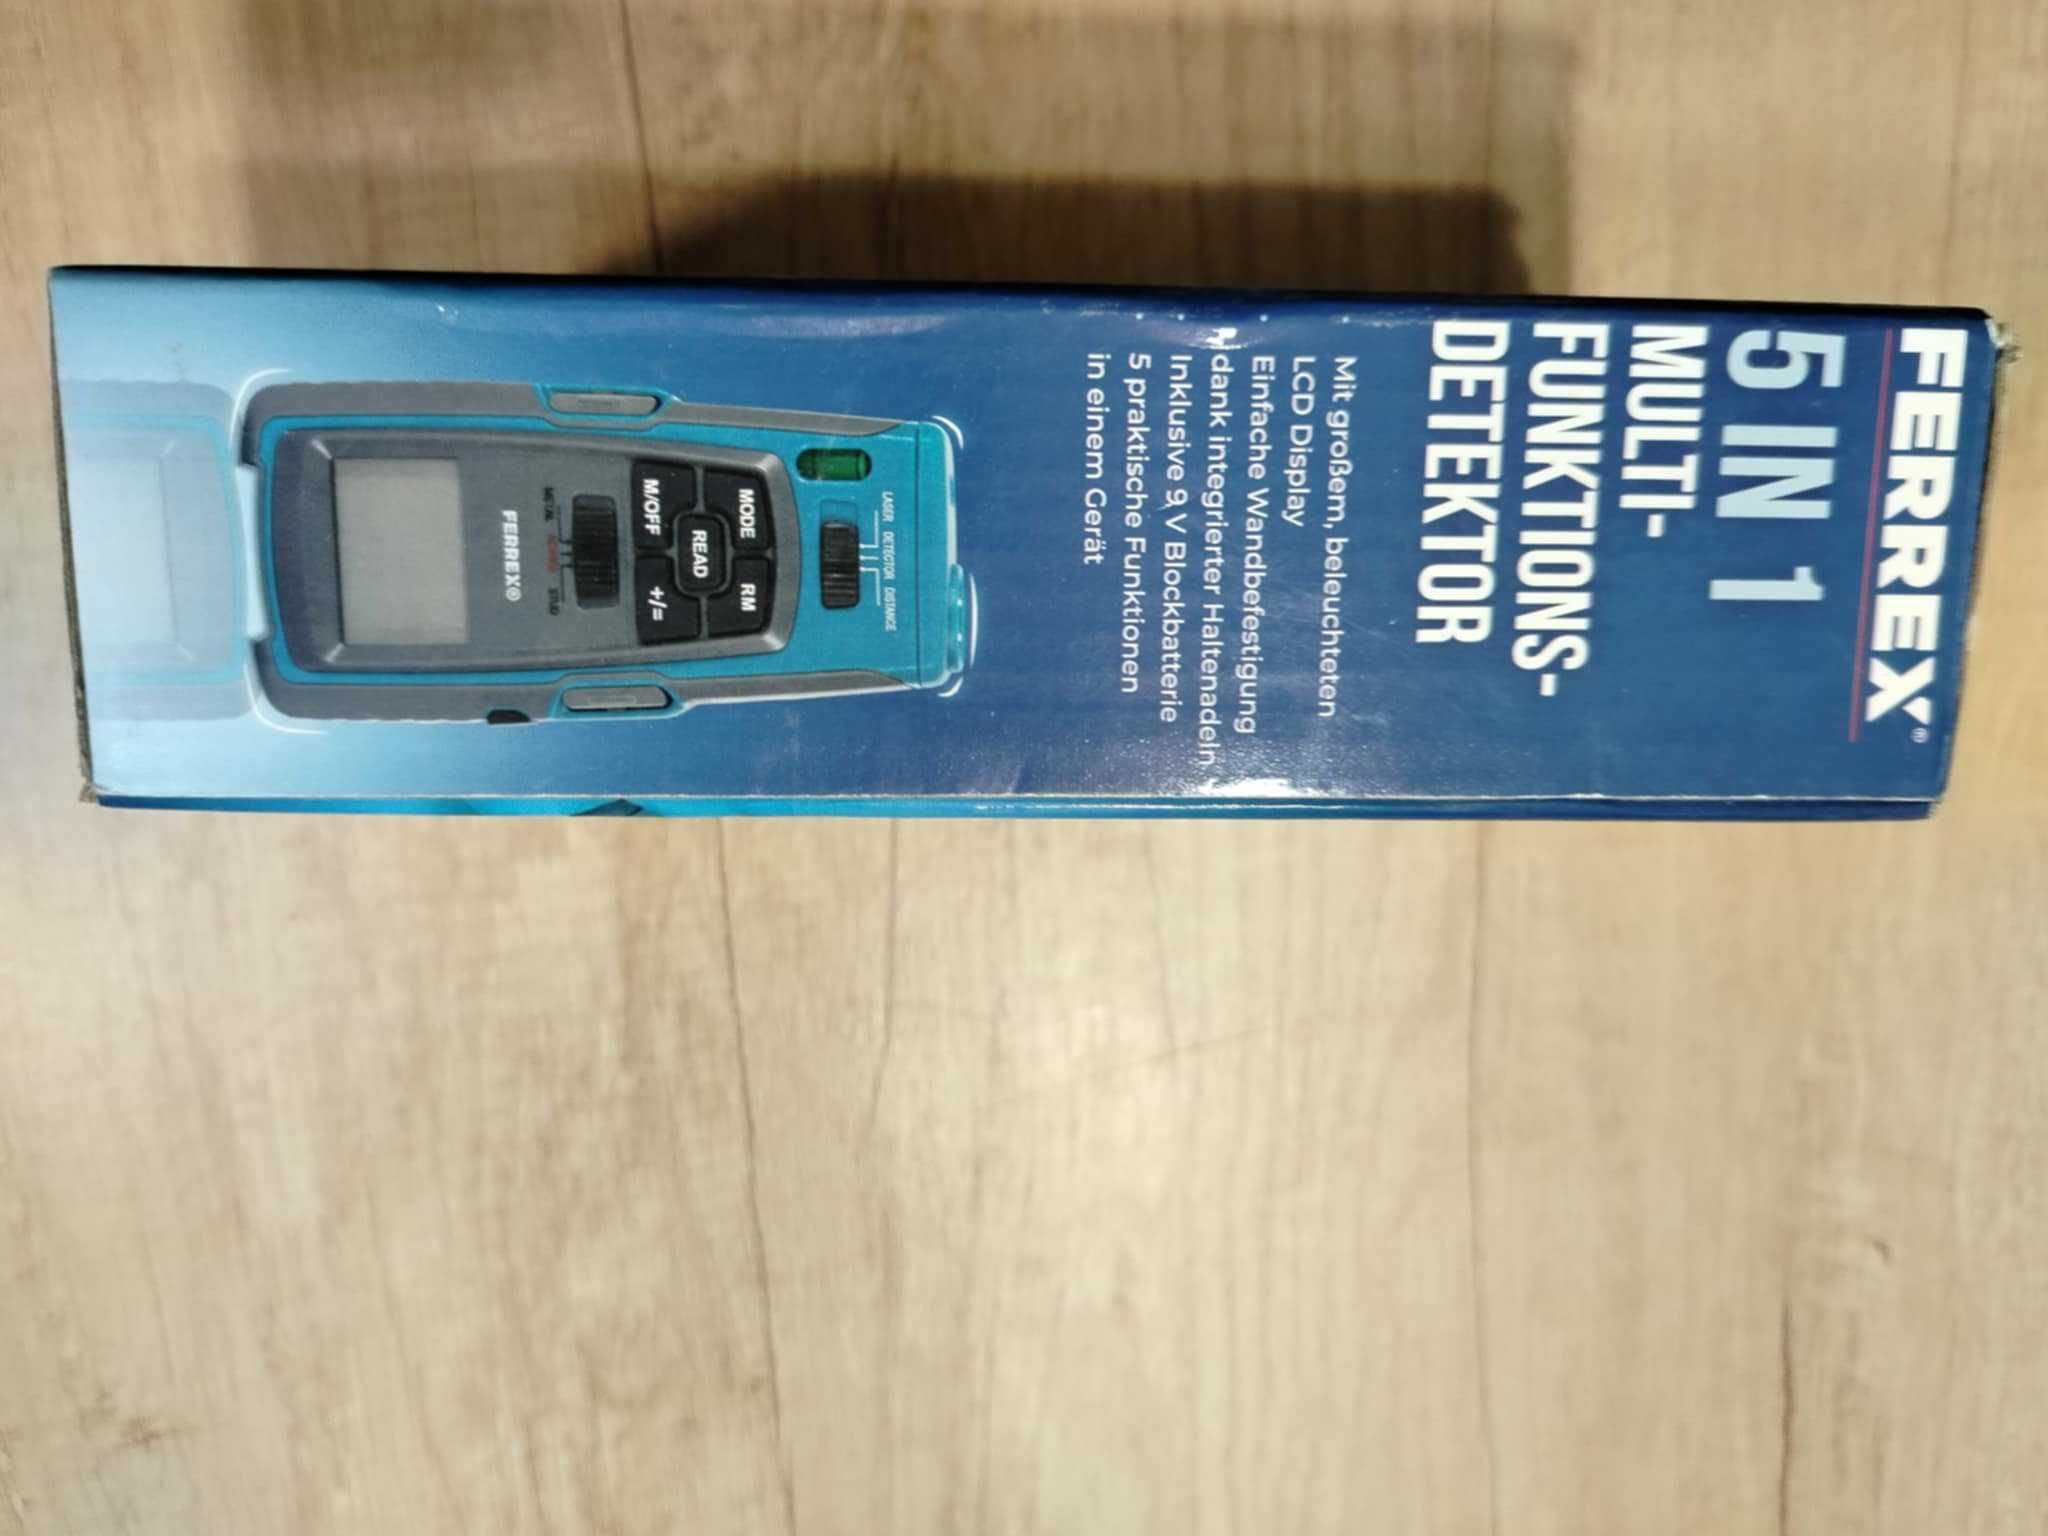 FERREX®
5 IN 1
MULTI-
FUNKTIONS-
DETEKTOR
Mit großem, beleuchteten
LCD Display
Einfache Wandbefestigung
dank integrierter Haltenadeln
Inklusive 9 V Blockbatterie
5 praktische Funktionen
in einem Gerät
LASER DETECTOR DISTANCE
MODE RM
READ
M/OFF +/=
METAL STUD
FERREX®